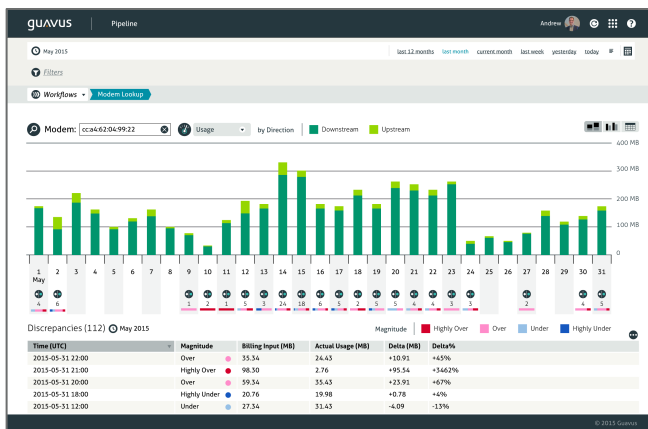 guavus Pipeline Andrew ?
May 2015 last 12 months last month current month last week yesterday today
Filters
Workflows Modem Lookup
Modem: cc:a4:62:04:99:22 Usage by Direction Downstream Upstream
400 MB
300 MB
200 MB
100 MB
0
1 2 3 4 5 6 7 8 9 10 11 12 13 14 15 16 17 18 19 20 21 22 23 24 25 26 27 28 29 30 31
May
4 6 1 2 1 5 3 24 18 6 5 2 5 5 4 4 3 3 2 4 5
Discrepancies (112) May 2015 Magnitude Highly Over Over Under Highly Under
Time (UTC) Magnitude Billing Input (MB) Actual Usage (MB) Delta (MB) Delta%
2015-05-31 22:00 Over 35.34 24.43 +10.91 +45%
2015-05-31 21:00 Highly Over 98.30 2.76 +95.54 +3462%
2015-05-31 20:00 Over 59.34 35.43 +23.91 +67%
2015-05-31 18:00 Highly Under 20.76 19.98 +0.78 +4%
2015-05-31 12:00 Under 27.34 31.43 -4.09 -13%
© 2015 Guavus